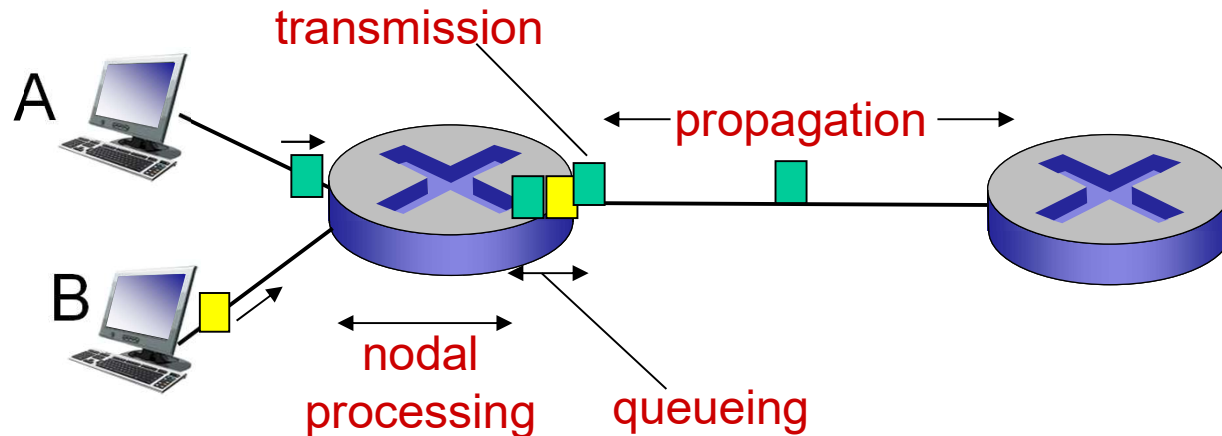 transmission
A
propagation
B
nodal
processing
queueing